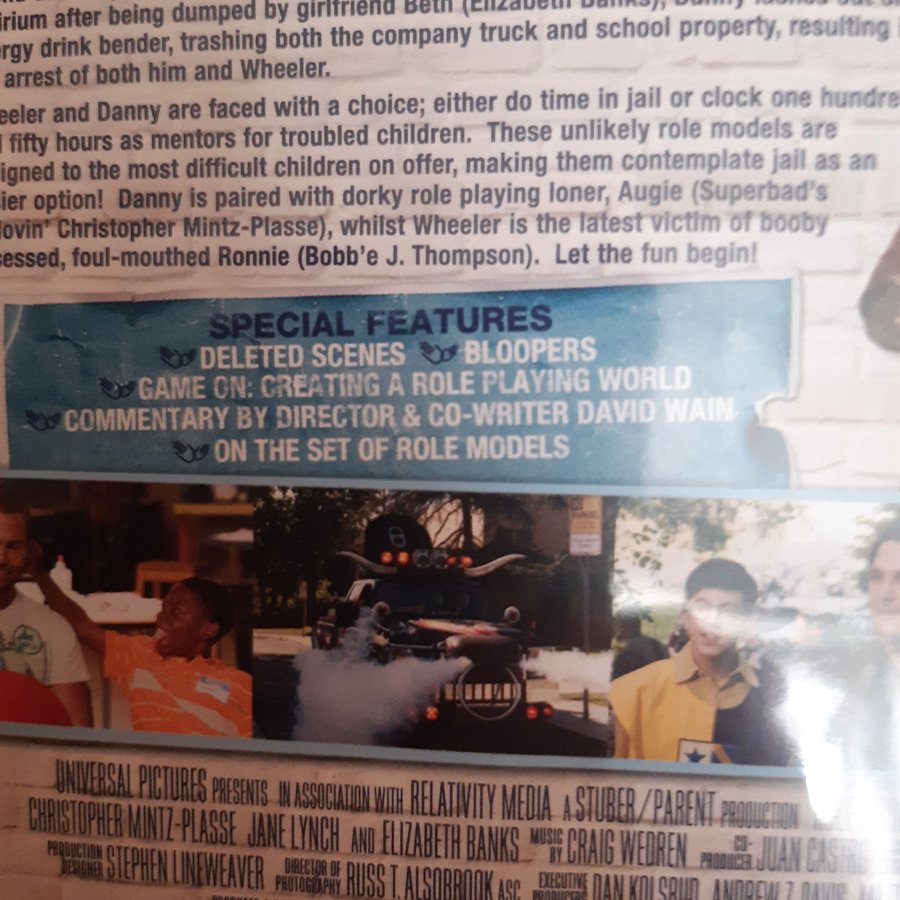 after being dumped by girlfriend Beth (Elizabeth Banks), Danny
drink bender, trashing both the company truck and school property, resulting
arrest of both him and Wheeler.
eeler and Danny are faced with a choice; either do time in jail or clock one hundre
fifty hours as mentors for troubled children. These unlikely role models are
igned to the most difficult children on offer, making them contemplate jail as an
ier option! Danny is paired with dorky role playing loner, Augie (Superbad's
lovin' Christopher Mintz-Plasse), whilst Wheeler is the latest victim of booby
sessed, foul-mouthed Ronnie (Bobb'e J. Thompson). Let the fun begin!
SPECIAL FEATURES
DELETED SCENES BLOOPERS
GAME ON: CREATING A ROLE PLAYING WORLD
COMMENTARY BY DIRECTOR & CO-WRITER DAVID WAIN
ON THE SET OF ROLE MODELS
UNIVERSAL PICTURES PRESENTS IN ASSOCIATION WITH RELATIVITY MEDIA A STUBER/PARENT PRODUCTION
CHRISTOPHER MINTZ-PLASSE JANE LYNCH AND ELIZABETH BANKS MUSIC BY CRAIG WEDREN CO-PRODUCER JUAN
PRODUCTION DESIGNER STEPHEN LINEWEAVER DIRECTOR OF PHOTOGRAPHY RUSS T. ALSOBROOK ASC EXECUTIVE PRODUCERS DAN KOLSRUD ANDREW Z. DAVIS